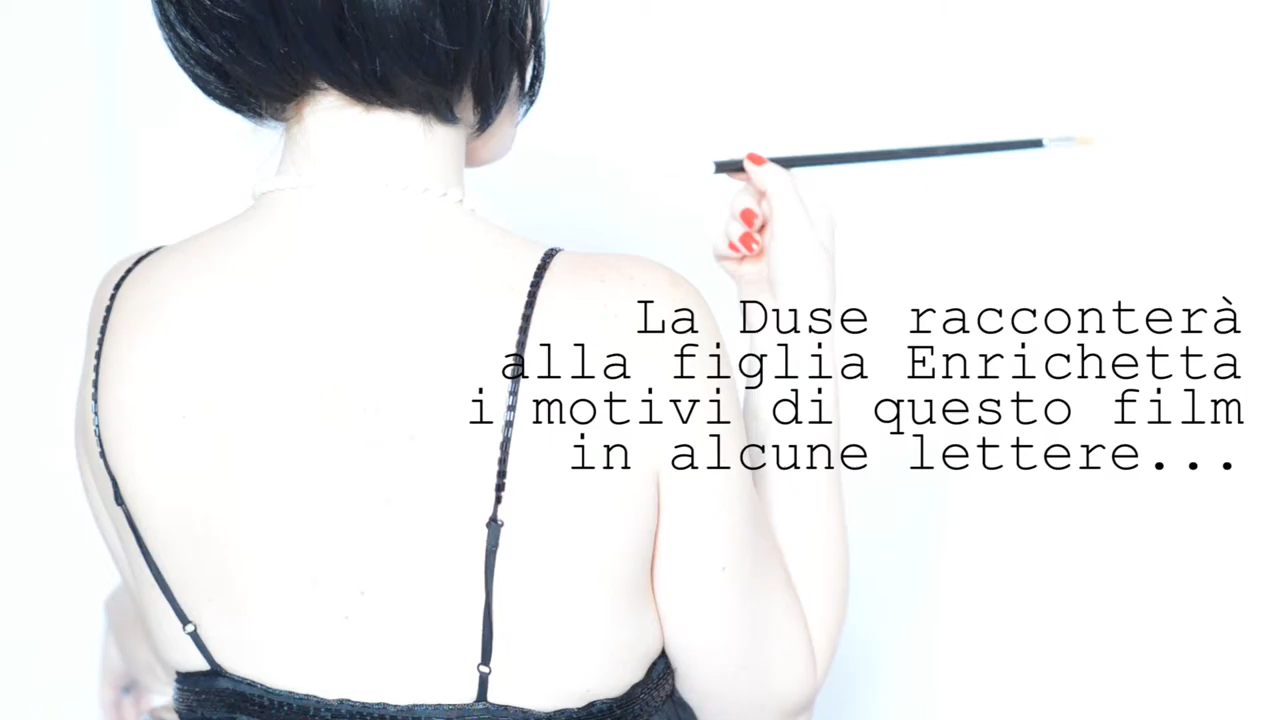 La Duse racconterà
alla figlia Enrichetta
i motivi di questo film
in alcune lettere...